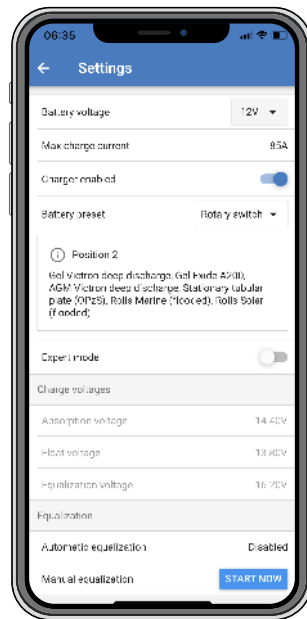 06:35
Settings
Battery voltage 12V
Max charge current 85A
Charger enabled
Battery preset Rotary switch
Position 2
Gel Victron deep discharge, Gel Exide A200,
AGM Victron deep discharge, Stationary tubular
plate (OPzS), Rolls Marine (flooded), Rolls Solar
(flooded)
Expert mode
Charge voltages
Absorption voltage 14.40V
Float voltage 13.80V
Equalization voltage 16.20V
Equalization
Automatic equalization Disabled
Manual equalization START NOW